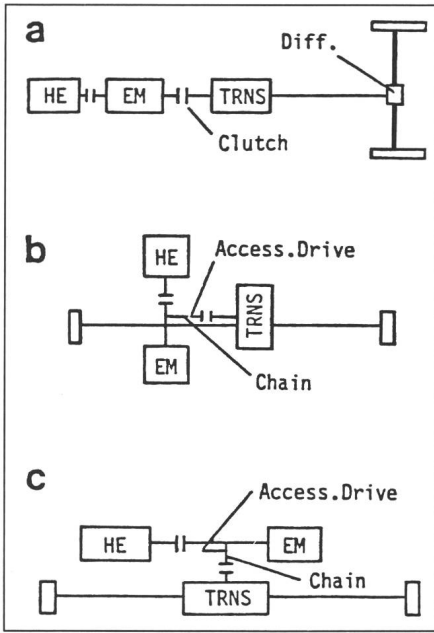 a
Diff.
HE EM TRNS
Clutch
b
HE
Access.Drive
TRNS
EM
Chain
c
Access.Drive
HE EM
Chain
TRNS